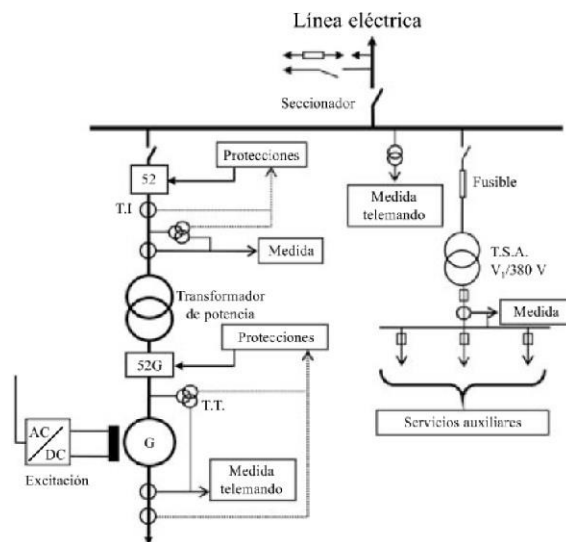 Línea eléctrica
Seccionador
Protecciones
52
T.I
Medida
telemando
Fusible
Medida
T.S.A.
V₁/380 V
Transformador
de potencia
Medida
Protecciones
52G
T.T.
Servicios auxiliares
AC
DC
G
Excitación
Medida
telemando